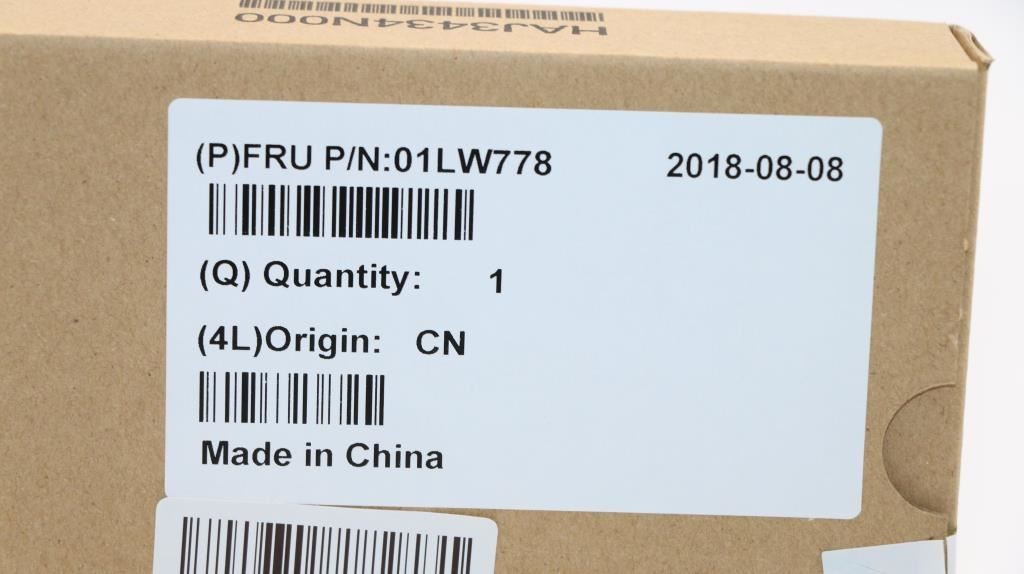 HAJ3434N000
(P)FRU P/N:01LW778 2018-08-08
(Q) Quantity: 1
(4L)Origin: CN
Made in China